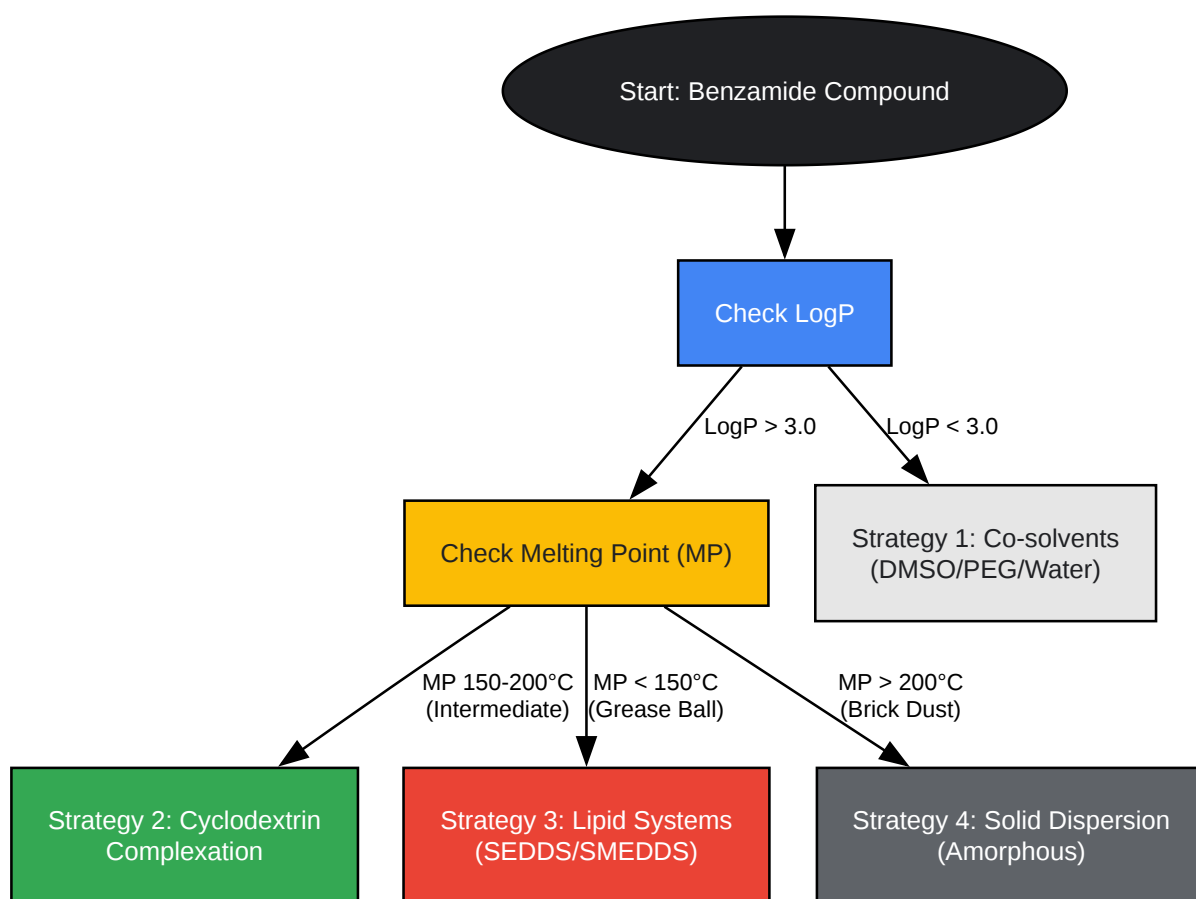 Start: Benzamide Compound
Check LogP
LogP > 3.0
LogP < 3.0
Check Melting Point (MP)
Strategy 1: Co-solvents
(DMSO/PEG/Water)
MP 150-200°C
(Intermediate)
MP < 150°C
(Grease Ball)
MP > 200°C
(Brick Dust)
Strategy 2: Cyclodextrin
Complexation
Strategy 3: Lipid Systems
(SEDDS/SMEDDS)
Strategy 4: Solid Dispersion
(Amorphous)